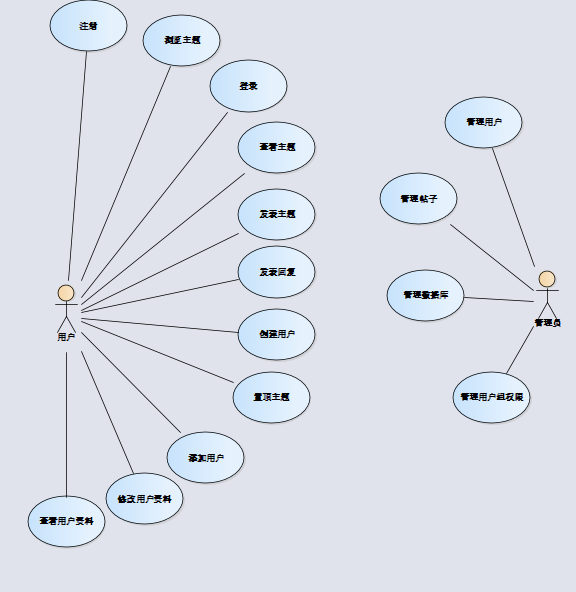 注销
浏览主题
登录
查看主题
发表主题
发表回复
创建用户
置顶主题
添加用户
修改用户资料
查看用户资料
用户
管理用户
管理帖子
管理数据库
管理用户组权限
管理员